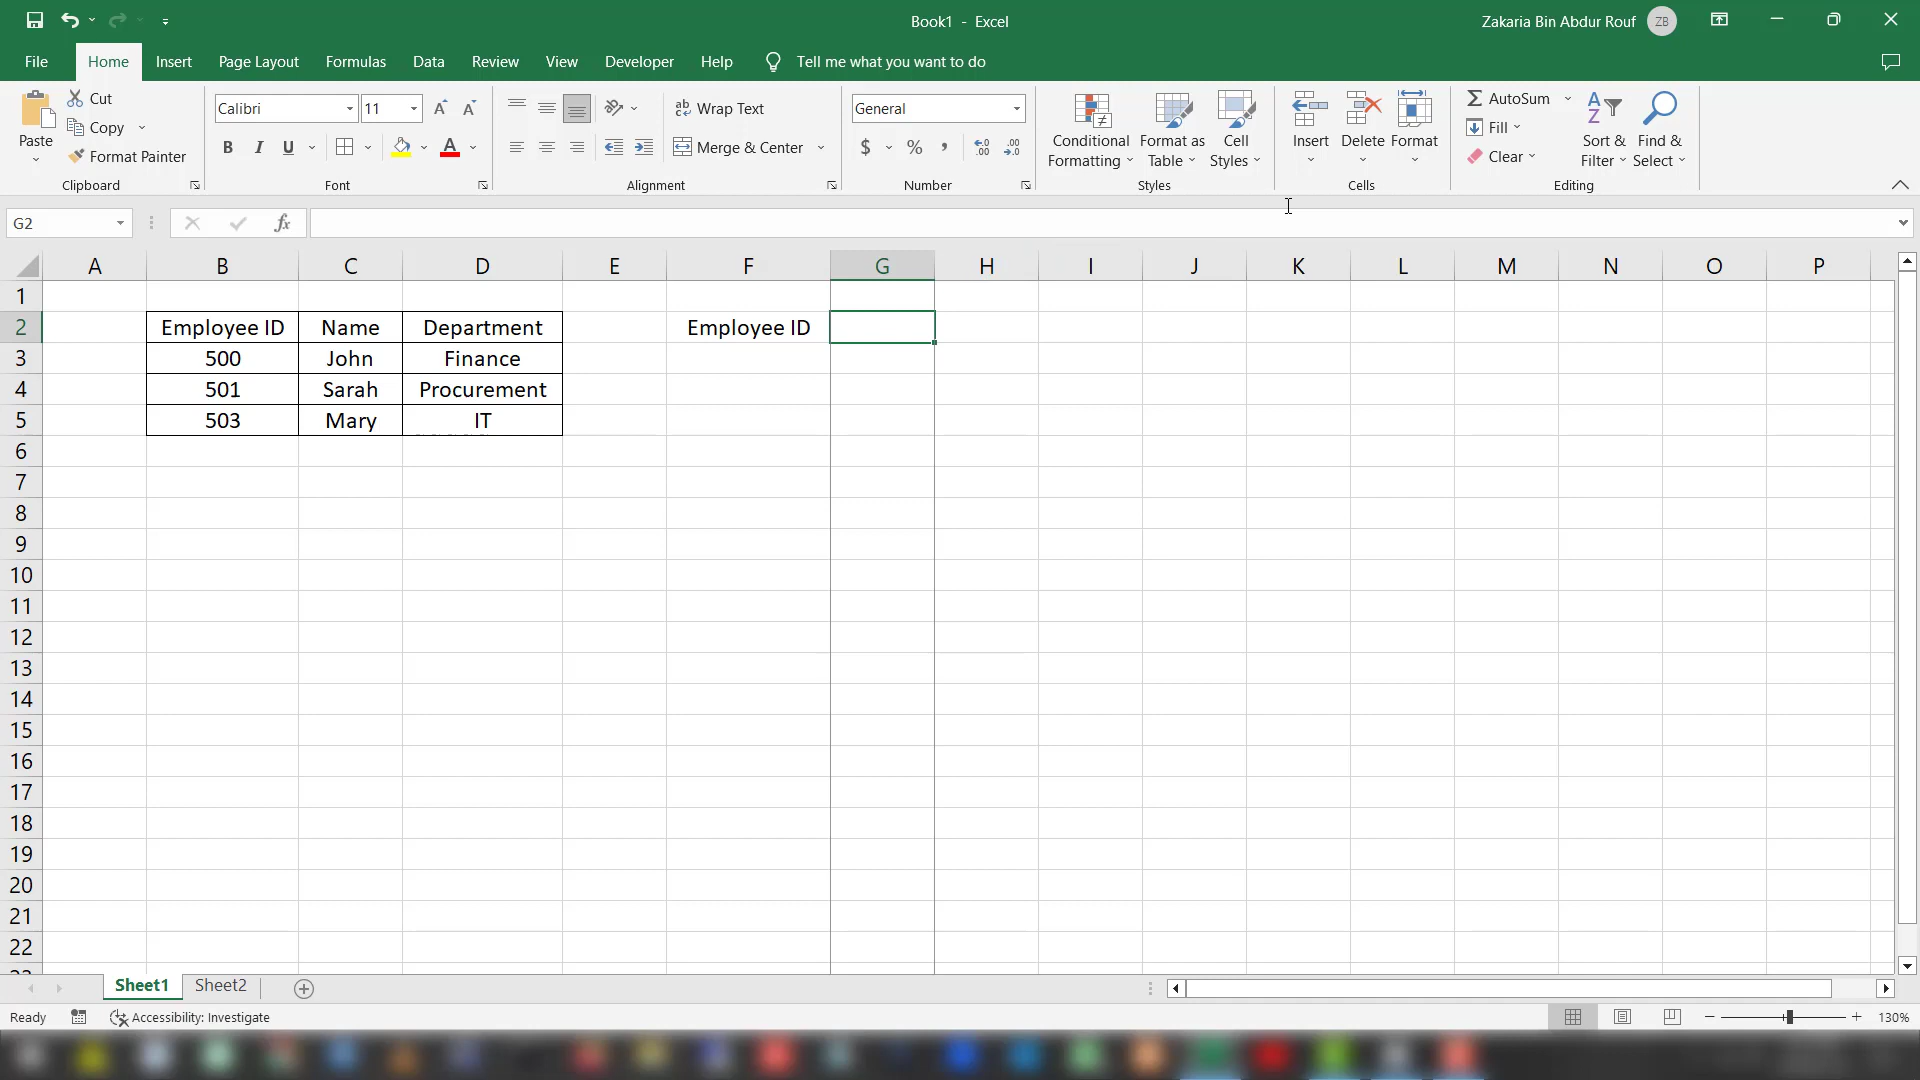 Book1 - Excel
Zakaria Bin Abdur Rouf ZB
File Home Insert Page Layout Formulas Data Review View Developer Help Tell me what you want to do
Paste
Cut
Copy
Format Painter
Clipboard
Calibri 11
B I U
Font
Wrap Text
Merge & Center
Alignment
General
$ % ,
Number
Conditional Formatting
Format as Table
Cell Styles
Styles
Insert Delete Format
Cells
AutoSum
Fill
Clear
Sort & Filter
Find & Select
Editing
G2 fx
A B C D E F G H I J K L M N O P
1
2 Employee ID Name Department Employee ID
3 500 John Finance
4 501 Sarah Procurement
5 503 Mary IT
6
7
8
9
10
11
12
13
14
15
16
17
18
19
20
21
22
Sheet1 Sheet2
Ready Accessibility: Investigate 130%